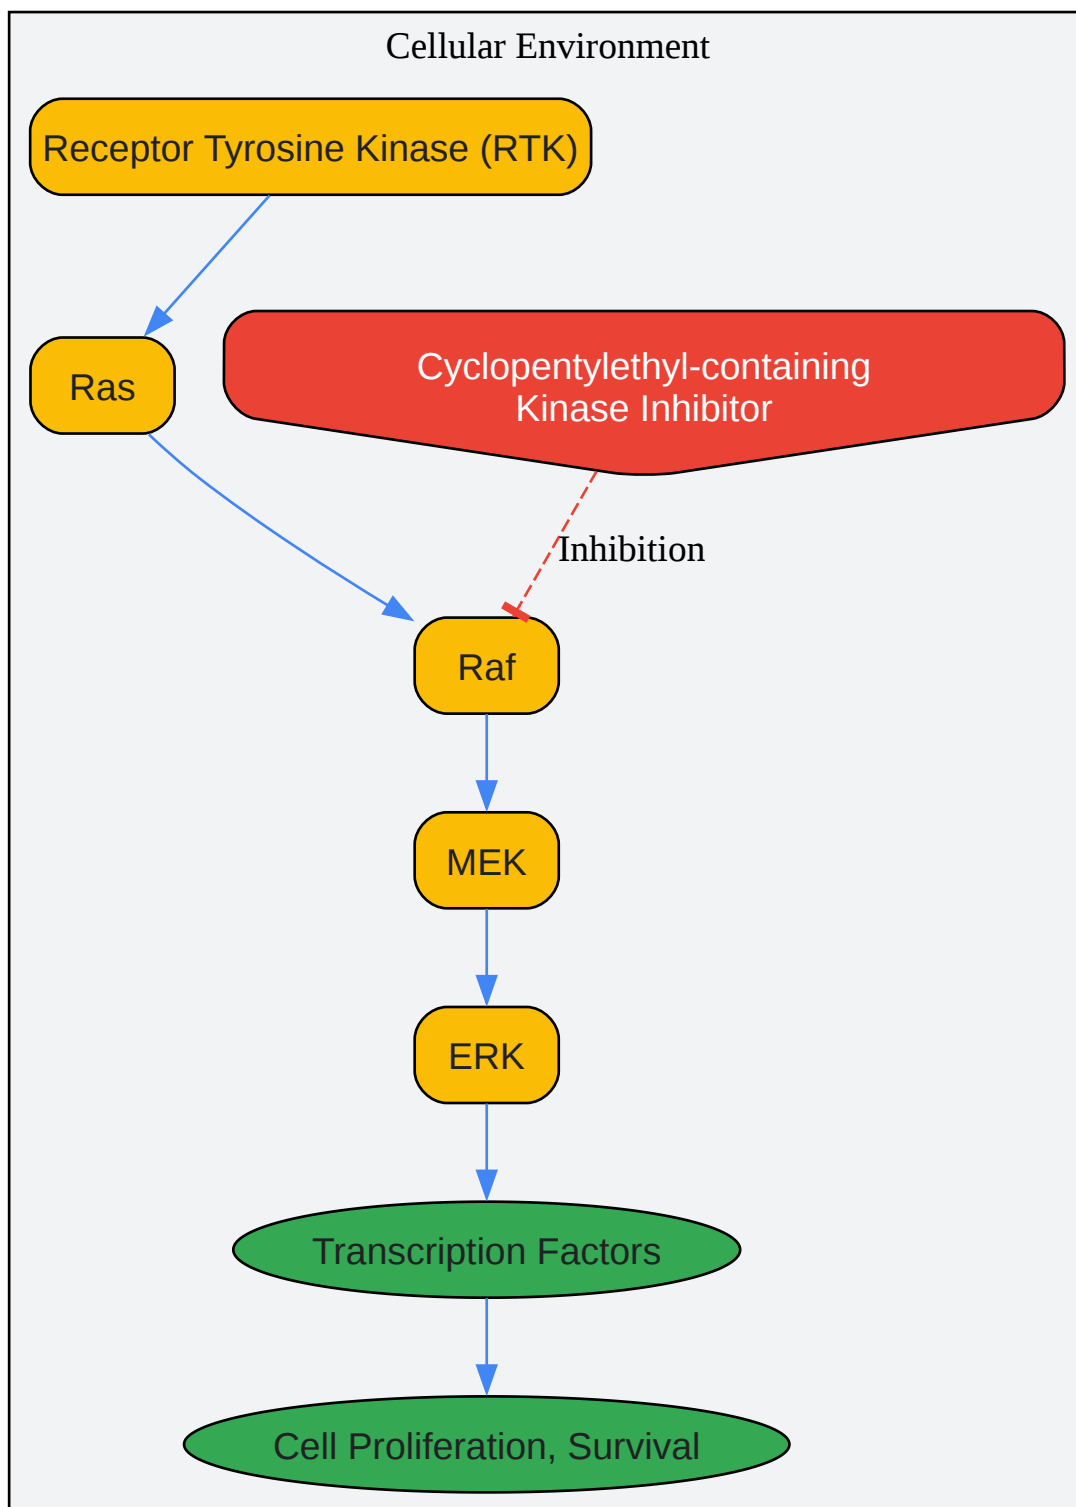 Cellular Environment
Receptor Tyrosine Kinase (RTK)
Ras
Cyclopentylethyl-containing
Kinase Inhibitor
Inhibition
Raf
MEK
ERK
Transcription Factors
Cell Proliferation, Survival